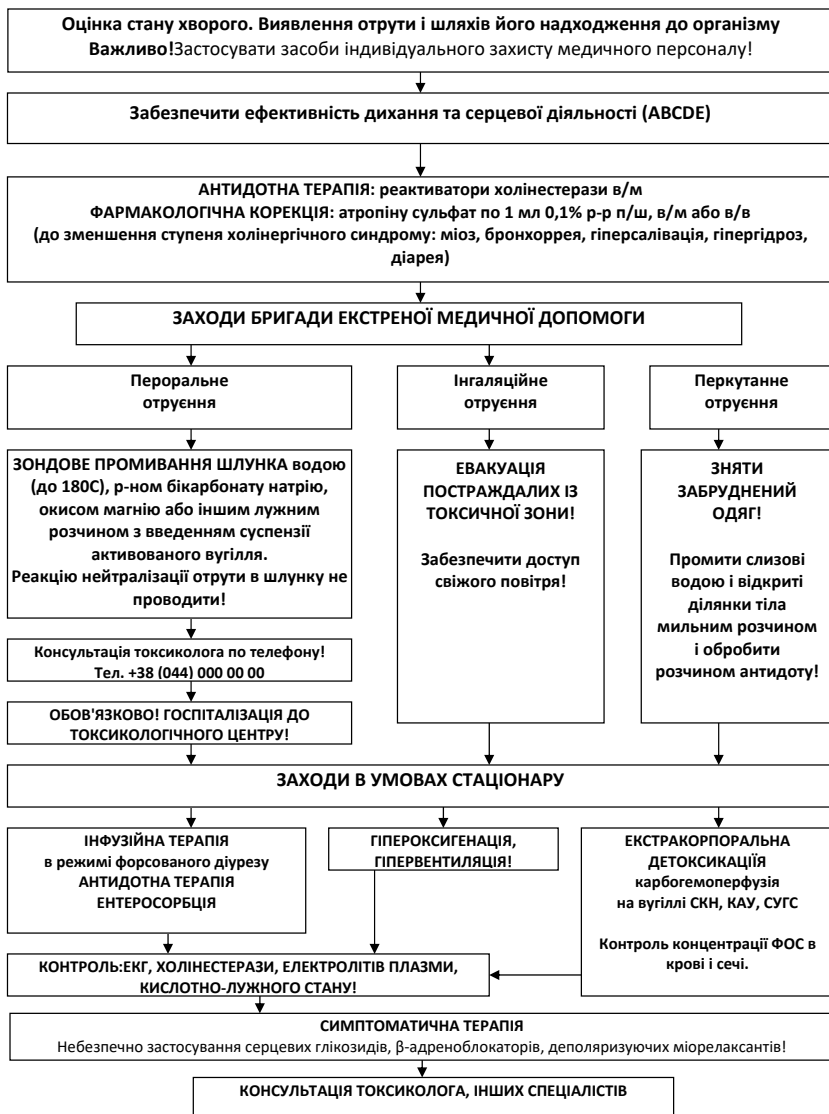 Оцінка стану хворого. Виявлення отрути і шляхів його надходження до організму
Важливо!Застосувати засоби індивідуального захисту медичного персоналу!
Забезпечити ефективність дихання та серцевої діяльності (ABCDE)
АНТИДОТНА ТЕРАПІЯ: реактиватори холінестерази в/м
ФАРМАКОЛОГІЧНА КОРЕКЦІЯ: атропіну сульфат по 1 мл 0,1% р-р п/ш, в/м або в/в
(до зменшення ступеня холінергічного синдрому: міоз, бронхоррея, гіперсалівація, гіпергідроз,
діарея)
ЗАХОДИ БРИГАДИ ЕКСТРЕНОЇ МЕДИЧНОЇ ДОПОМОГИ
Пероральне
отруєння
Інгаляційне
отруєння
Перкутанне
отруєння
ЗОНДОВЕ ПРОМИВАННЯ ШЛУНКА водою
(до 180С), р-ном бікарбонату натрію,
окисом магнію або іншим лужним
розчином з введенням суспензії
активованого вугілля.
Реакцію нейтралізації отрути в шлунку не
проводити!
ЕВАКУАЦІЯ
ПОСТРАЖДАЛИХ ІЗ
ТОКСИЧНОЇ ЗОНИ!
Забезпечити доступ
свіжого повітря!
ЗНЯТИ
ЗАБРУДНЕНИЙ
ОДЯГ!
Промити слизові
водою і відкриті
ділянки тіла
мильним розчином
і обробити
розчином антидоту!
Консультація токсиколога по телефону!
Тел. +38 (044) 000 00 00
ОБОВ'ЯЗКОВО! ГОСПІТАЛІЗАЦІЯ ДО
ТОКСИКОЛОГІЧНОГО ЦЕНТРУ!
ЗАХОДИ В УМОВАХ СТАЦІОНАРУ
ІНФУЗІЙНА ТЕРАПІЯ
в режимі форсованого діурезу
АНТИДОТНА ТЕРАПІЯ
ЕНТЕРОСОРБЦІЯ
ГІПЕРОКСИГЕНАЦІЯ,
ГІПЕРВЕНТИЛЯЦІЯ!
ЕКСТРАКОРПОРАЛЬНА
ДЕТОКСИКАЦІЇЯ
карбогемоперфузія
на вугіллі СКН, КАУ, СУГС
Контроль концентрації ФОС в
крові і сечі.
КОНТРОЛЬ:ЕКГ, ХОЛІНЕСТЕРАЗИ, ЕЛЕКТРОЛІТІВ ПЛАЗМИ,
КИСЛОТНО-ЛУЖНОГО СТАНУ!
СИМПТОМАТИЧНА ТЕРАПІЯ
Небезпечно застосування серцевих глікозидів, β-адреноблокаторів, деполяризуючих міорелаксантів!
КОНСУЛЬТАЦІЯ ТОКСИКОЛОГА, ІНШИХ СПЕЦІАЛІСТІВ